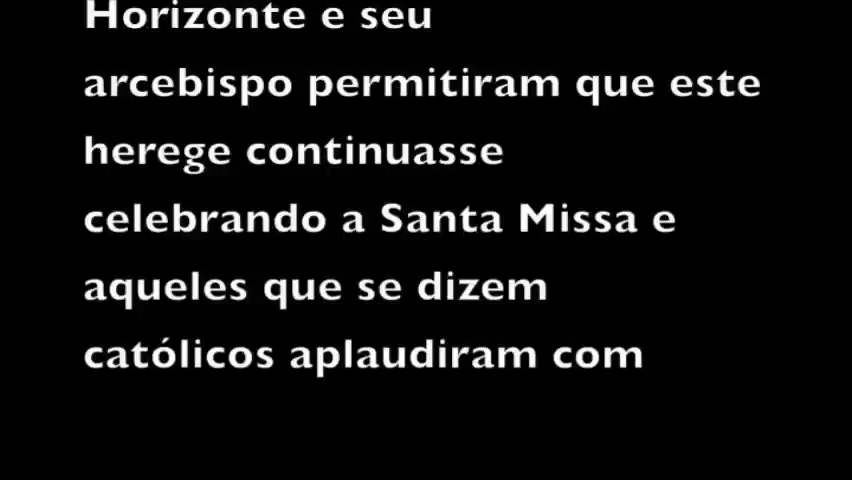 Horizonte e seu
arcebispo permitiram que este
herege continuasse
celebrando a Santa Missa e
aqueles que se dizem
católicos aplaudiram com